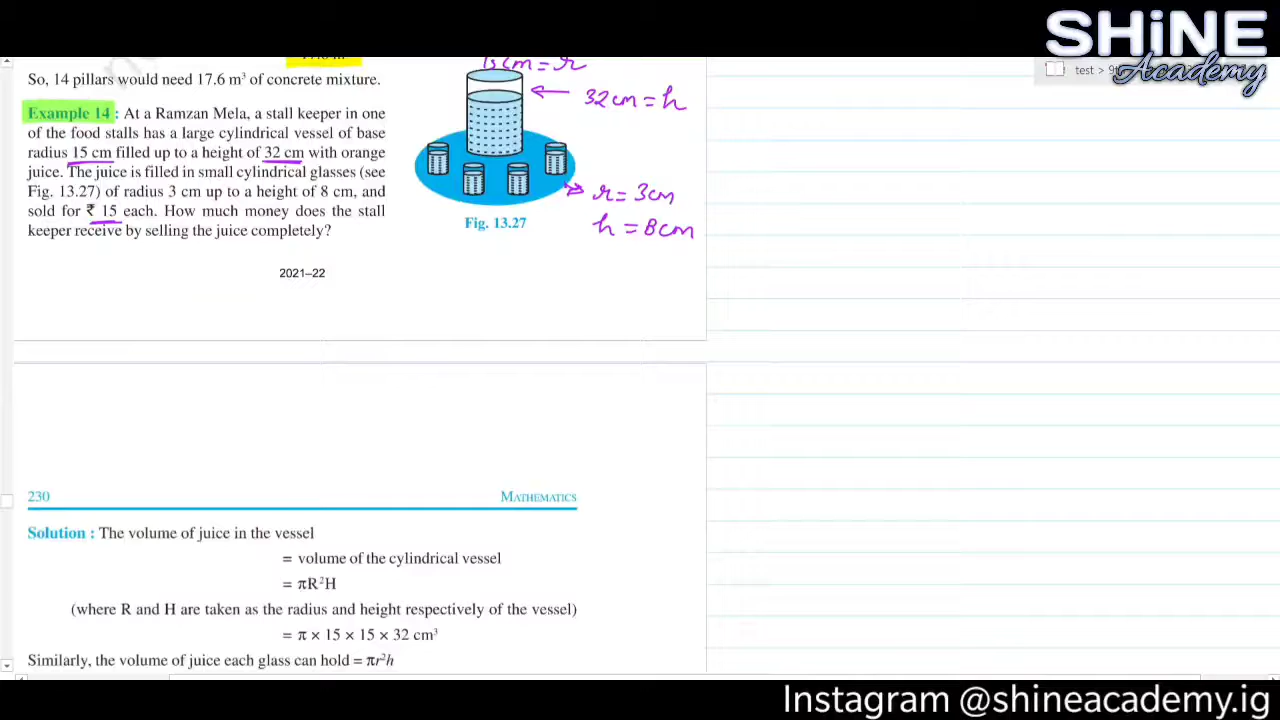 SHiNE
Academy
test > 9t
So, 14 pillars would need 17.6 m³ of concrete mixture.
15 cm = r
32 cm = h
Example 14 : At a Ramzan Mela, a stall keeper in one
of the food stalls has a large cylindrical vessel of base
radius 15 cm filled up to a height of 32 cm with orange
juice. The juice is filled in small cylindrical glasses (see
Fig. 13.27) of radius 3 cm up to a height of 8 cm, and
sold for ₹ 15 each. How much money does the stall
keeper receive by selling the juice completely?
r = 3cm
h = 8cm
Fig. 13.27
2021–22
230 MATHEMATICS
Solution : The volume of juice in the vessel
= volume of the cylindrical vessel
= πR²H
(where R and H are taken as the radius and height respectively of the vessel)
= π × 15 × 15 × 32 cm³
Similarly, the volume of juice each glass can hold = πr²h
Instagram @shineacademy.ig